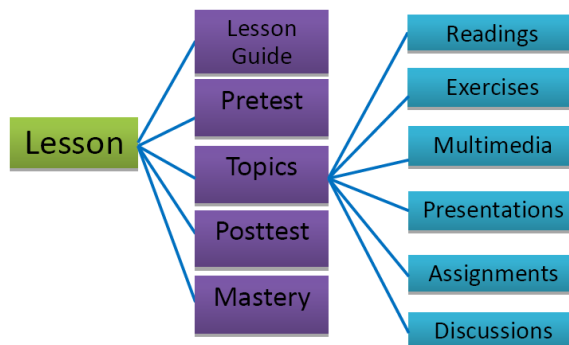 Lesson
Lesson
Guide
Pretest
Topics
Posttest
Mastery
Readings
Exercises
Multimedia
Presentations
Assignments
Discussions